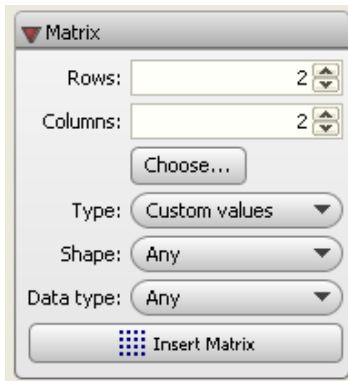 Matrix
Rows: 2
Columns: 2
Choose...
Type: Custom values
Shape: Any
Data type: Any
Insert Matrix